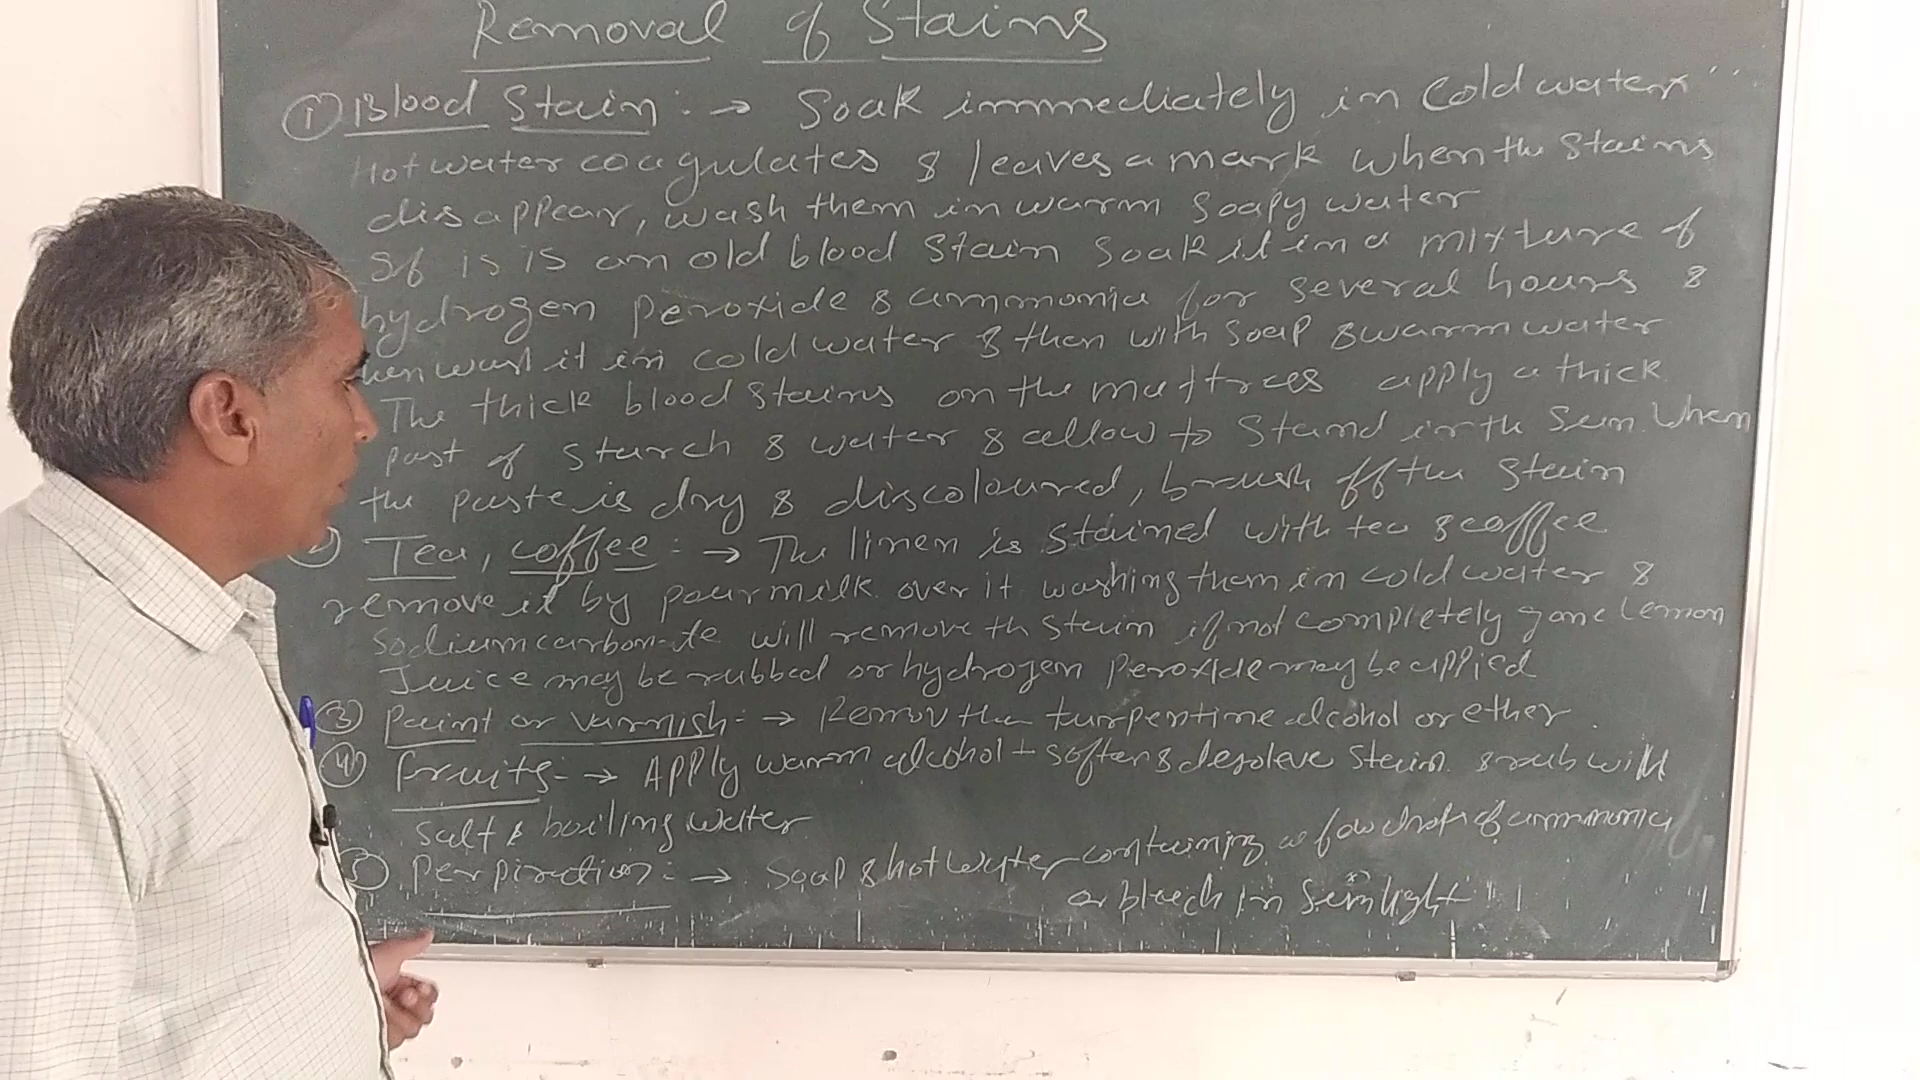 Removal of Stains
① Blood Stain :→ Soak immediately in cold water
Hot water coagulates & leaves a mark when the stains
disappear, wash them in warm soapy water
If is is an old blood stain soak it in a mixture of
hydrogen peroxide & ammonia for several hours &
then wash it in cold water & then with soap & warm water
The thick blood stains on the mattrces apply a thick
past of starch & water & allow to stand in the sun. When
the paste is dry & discoloured, brush off the stain
Tea, coffee :→ The linen is stained with tea & coffee
remove it by pour milk over it washing them in cold water &
Sodium carbonate will remove th stain if not completely gone Lemon
Juice may be rubbed or hydrogen peroxide may be applied
③ Paint or varnish :→ Remov the turpentine alcohol or ether.
④ fruits :→ Apply warm alcohol + soften & desoleve stain & rub will
salt & boiling water
⑤ Perpiration :→ Soap & hot water containing a few drops of ammonia
or bleech in sunlight